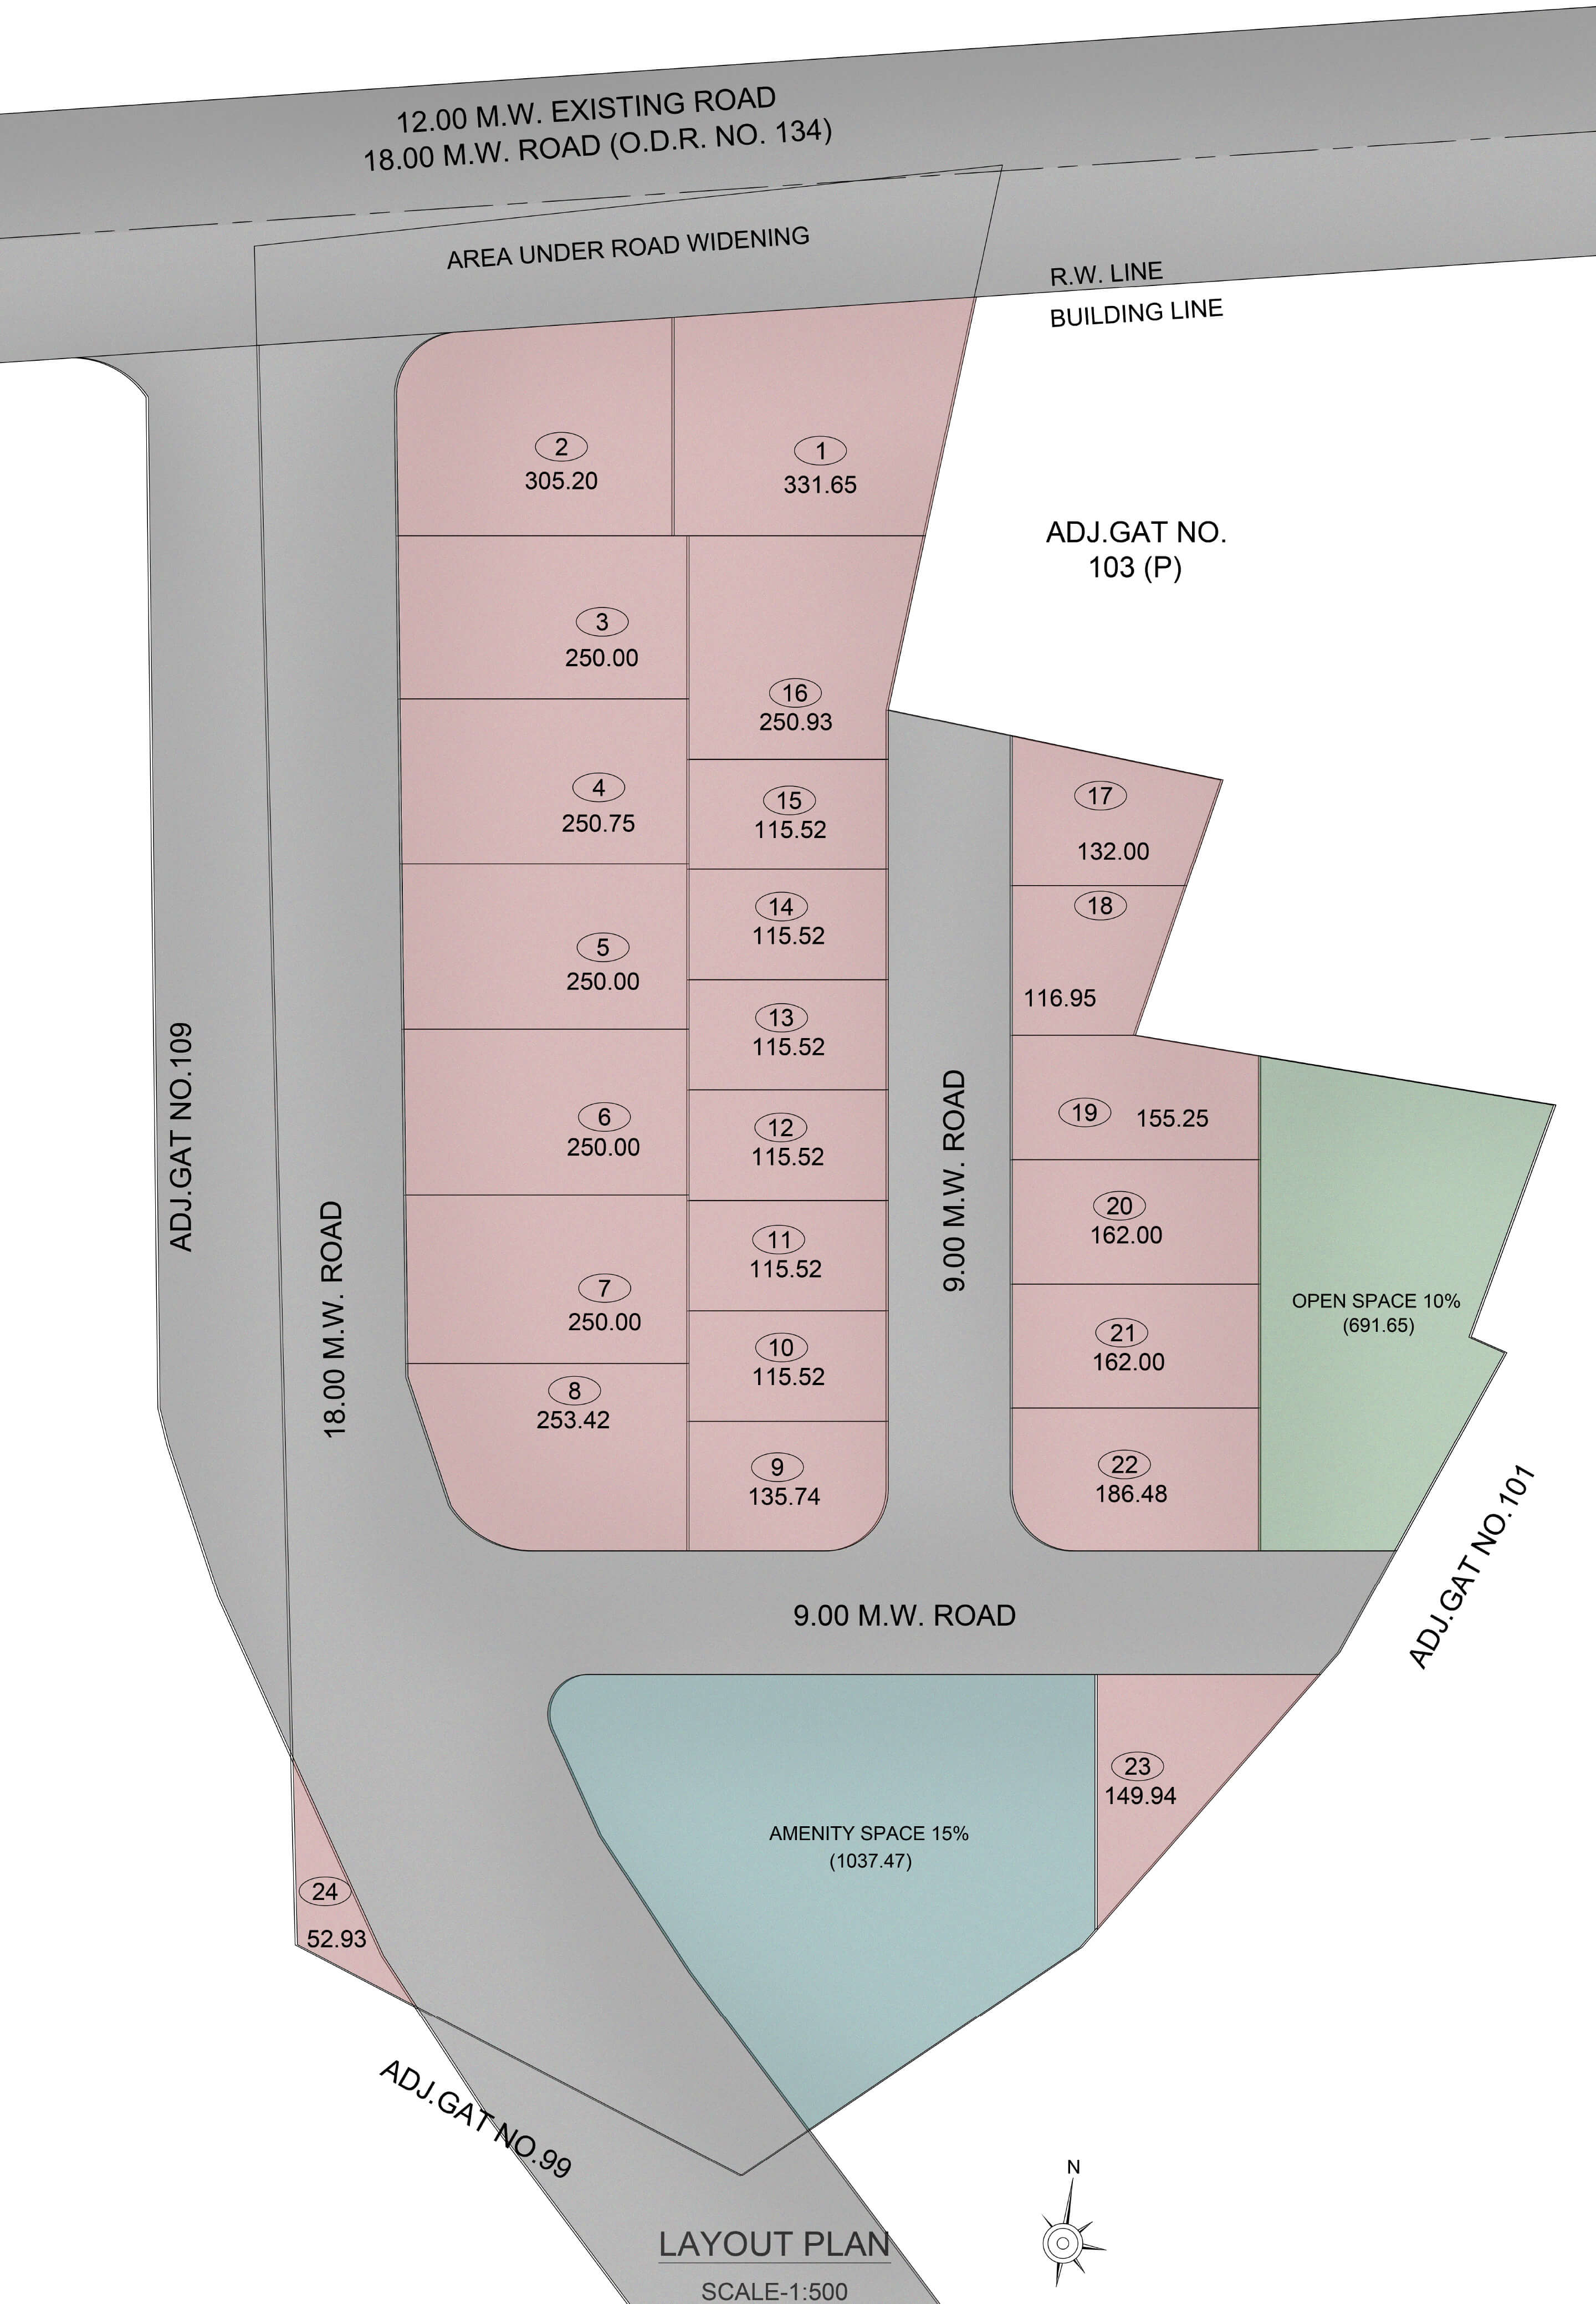 12.00 M.W. EXISTING ROAD
18.00 M.W. ROAD (O.D.R. NO. 134)
AREA UNDER ROAD WIDENING
R.W. LINE
BUILDING LINE
2
305.20
1
331.65
ADJ.GAT NO.
103 (P)
3
250.00
16
250.93
4
250.75
15
115.52
17
132.00
14
115.52
18
116.95
5
250.00
13
115.52
ADJ.GAT NO.109
18.00 M.W. ROAD
6
250.00
12
115.52
9.00 M.W. ROAD
19
155.25
20
162.00
11
115.52
7
250.00
OPEN SPACE 10%
(691.65)
21
162.00
10
115.52
8
253.42
9
135.74
22
186.48
ADJ.GAT NO.101
9.00 M.W. ROAD
23
149.94
AMENITY SPACE 15%
(1037.47)
24
52.93
ADJ.GAT NO.99
N
LAYOUT PLAN
SCALE-1:500